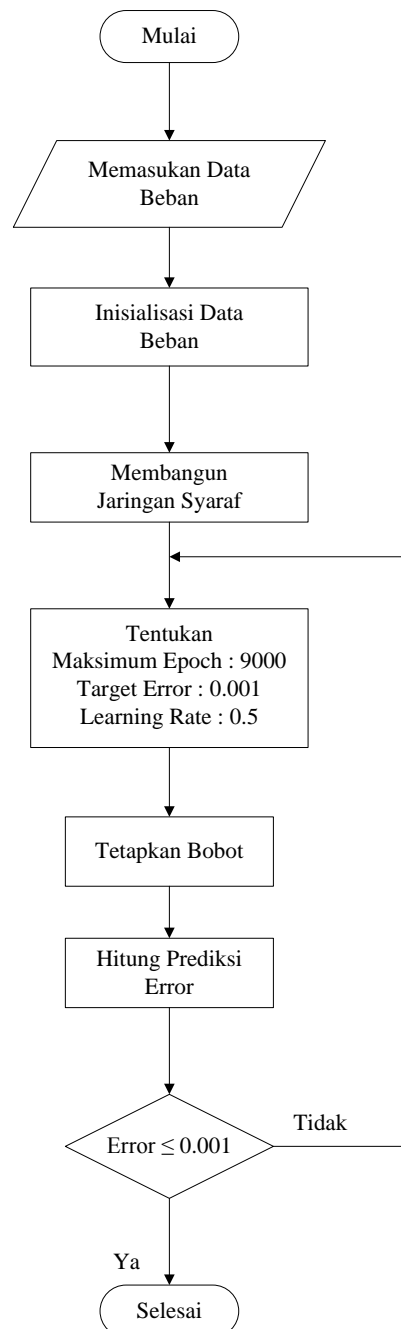 Mulai
Memasukan Data
Beban
Inisialisasi Data
Beban
Membangun
Jaringan Syaraf
Tentukan
Maksimum Epoch : 9000
Target Error : 0.001
Learning Rate : 0.5
Tetapkan Bobot
Hitung Prediksi
Error
Error ≤ 0.001
Tidak
Ya
Selesai